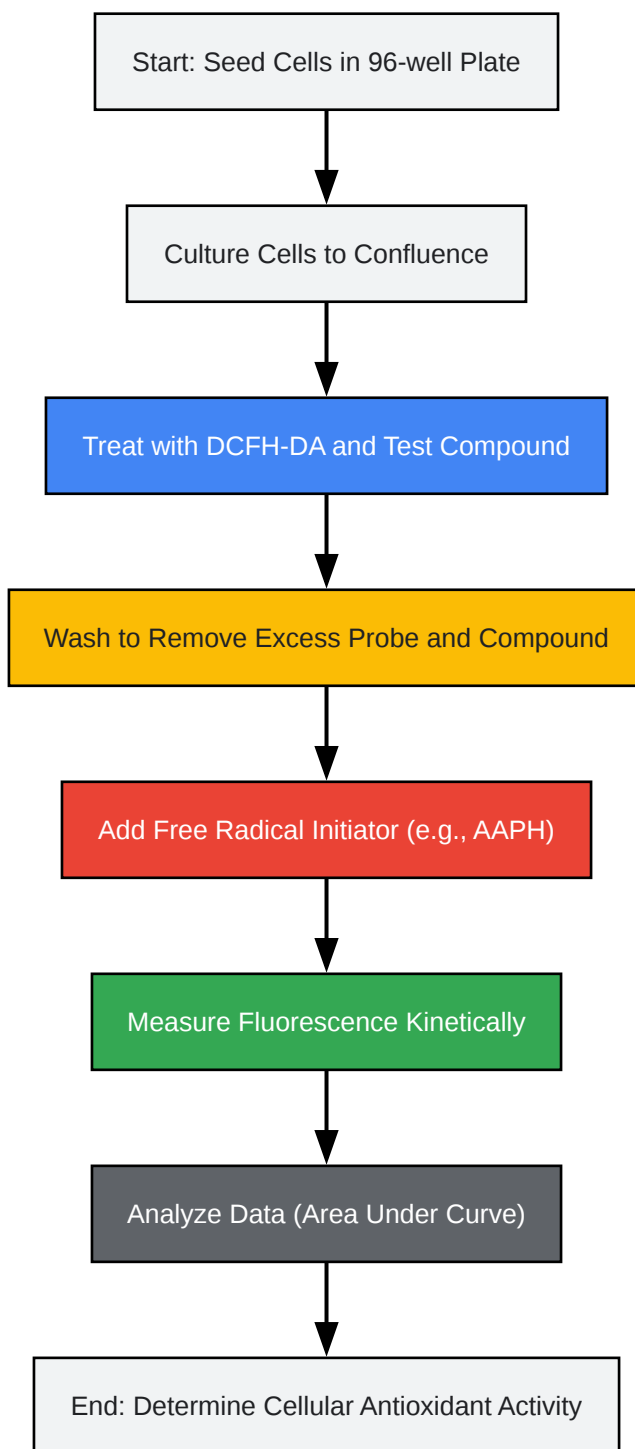 Start: Seed Cells in 96-well Plate
Culture Cells to Confluence
Treat with DCFH-DA and Test Compound
Wash to Remove Excess Probe and Compound
Add Free Radical Initiator (e.g., AAPH)
Measure Fluorescence Kinetically
Analyze Data (Area Under Curve)
End: Determine Cellular Antioxidant Activity